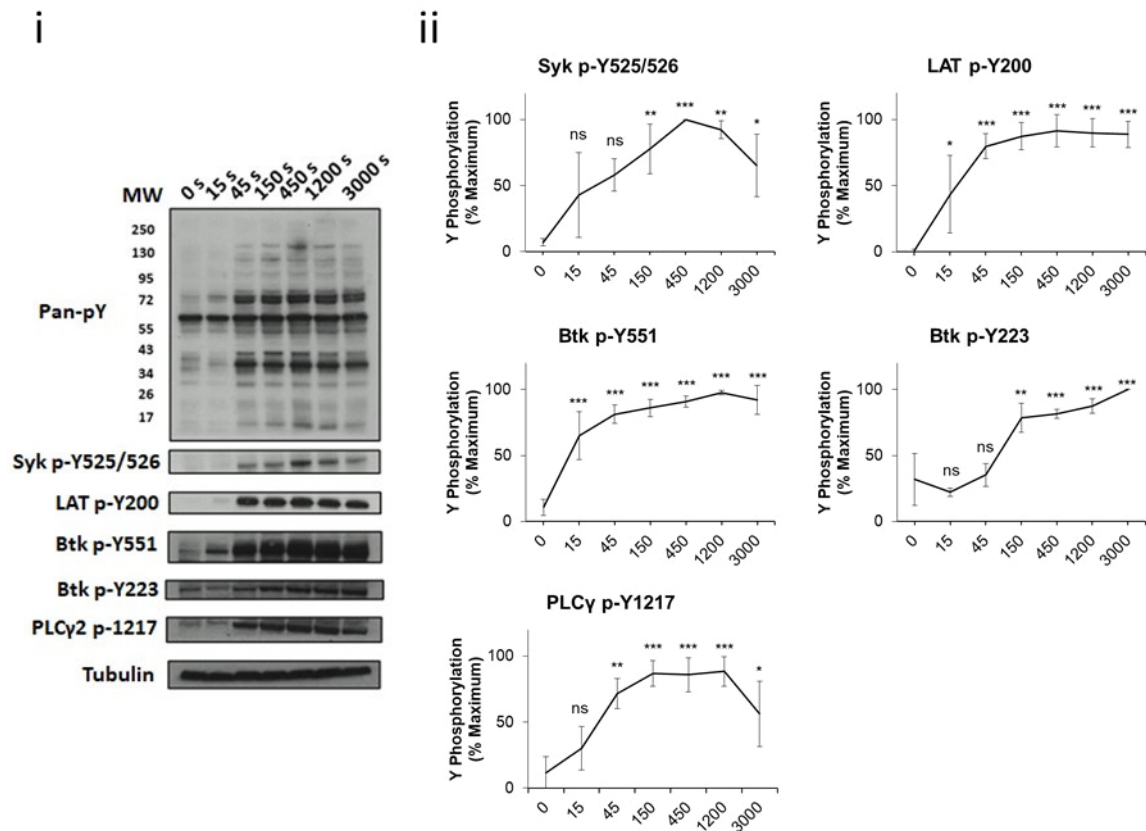 i
MW
0 s
15 s
45 s
150 s
450 s
1200 s
3000 s
250
130
95
72
55
43
34
26
17
Pan-pY
Syk p-Y525/526
LAT p-Y200
Btk p-Y551
Btk p-Y223
PLCγ2 p-1217
Tubulin
ii
Syk p-Y525/526
Y Phosphorylation
(% Maximum)
100
50
0
ns
ns
**
***
**
*
0
15
45
150
450
1200
3000
LAT p-Y200
Y Phosphorylation
(% Maximum)
100
50
0
*
***
***
***
***
***
0
15
45
150
450
1200
3000
Btk p-Y551
Y Phosphorylation
(% Maximum)
100
50
0
***
***
***
***
***
***
0
15
45
150
450
1200
3000
Btk p-Y223
Y Phosphorylation
(% Maximum)
100
50
0
ns
ns
**
***
***
***
0
15
45
150
450
1200
3000
PLCγ p-Y1217
Y Phosphorylation
(% Maximum)
100
50
0
ns
**
***
***
***
*
0
15
45
150
450
1200
3000